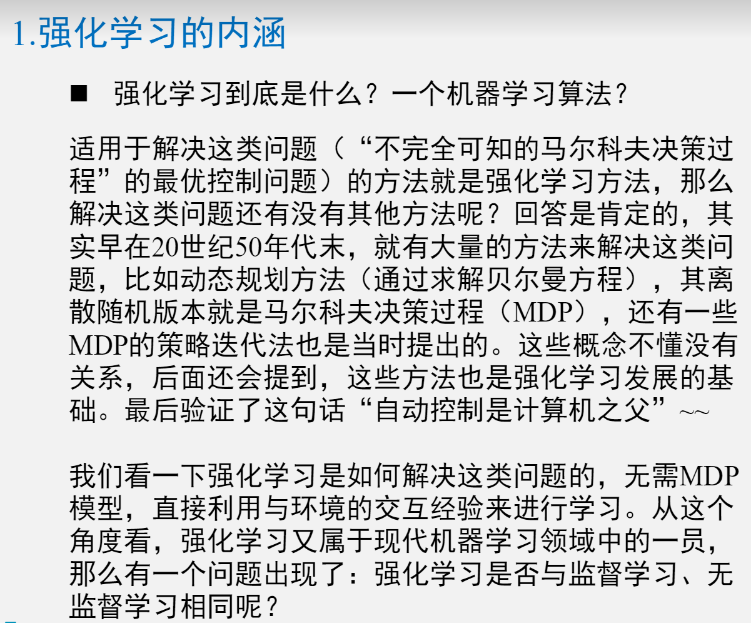 1.强化学习的内涵
■ 强化学习到底是什么？一个机器学习算法？
适用于解决这类问题（“不完全可知的马尔科夫决策过
程”的最优控制问题）的方法就是强化学习方法，那么
解决这类问题还有没有其他方法呢？回答是肯定的，其
实早在20世纪50年代末，就有大量的方法来解决这类问
题，比如动态规划方法（通过求解贝尔曼方程），其离
散随机版本就是马尔科夫决策过程（MDP），还有一些
MDP的策略迭代法也是当时提出的。这些概念不懂没有
关系，后面还会提到，这些方法也是强化学习发展的基
础。最后验证了这句话“自动控制是计算机之父”~~
我们看一下强化学习是如何解决这类问题的，无需MDP
模型，直接利用与环境的交互经验来进行学习。从这个
角度看，强化学习又属于现代机器学习领域中的一员，
那么有一个问题出现了：强化学习是否与监督学习、无
监督学习相同呢？